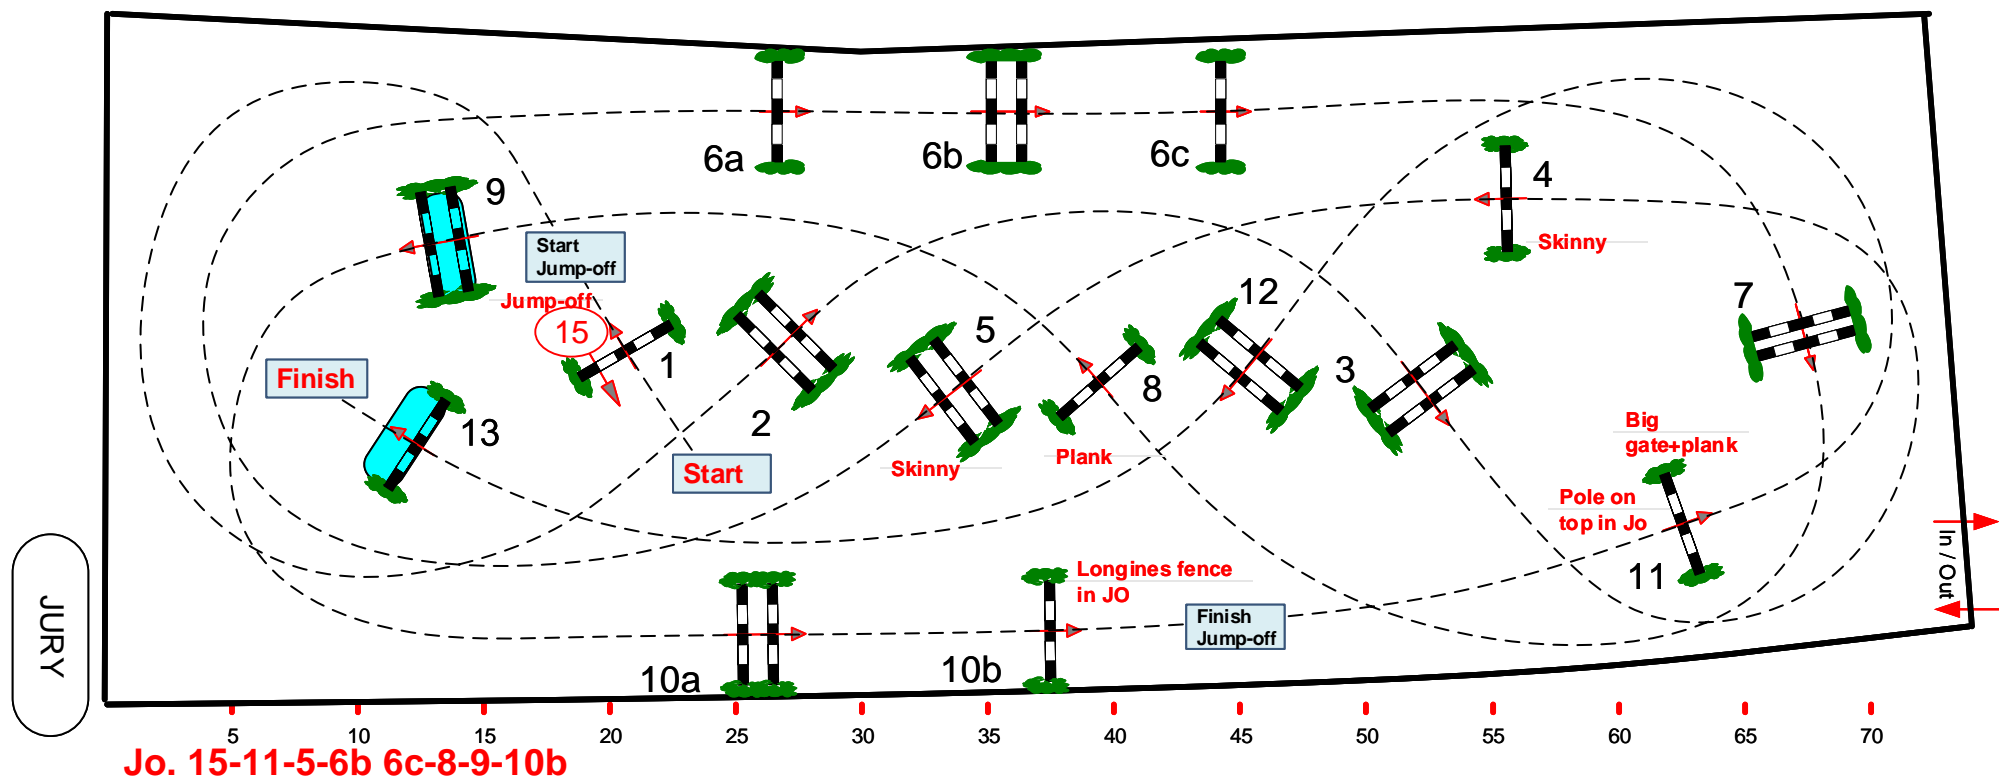 6a
6b
6c
4
Skinny
9
Start
Jump-off
Jump-off
15
1
7
12
5
3
Finish
8
2
13
Big
gate+plank
Skinny
Plank
Start
Pole on
top in Jo
In / Out
11
Longines fence
in JO
Finish
Jump-off
JURY
10a
10b
5 10 15 20 25 30 35 40 45 50 55 60 65 70
Jo. 15-11-5-6b 6c-8-9-10b